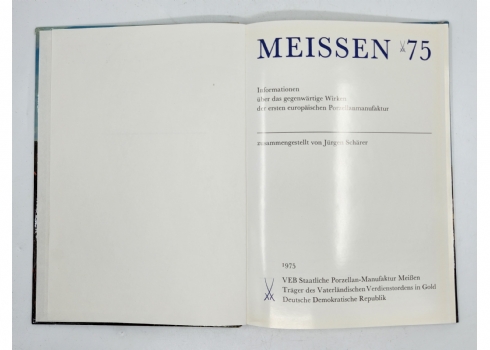 MEISSEN 75
Informationen
über das gegenwärtige Wirken
der ersten europäischen Porzellanmanufaktur
zusammengestellt von Jürgen Schärer
1975
VEB Staatliche Porzellan-Manufaktur Meißen
Träger des Vaterländischen Verdienstordens in Gold
Deutsche Demokratische Republik